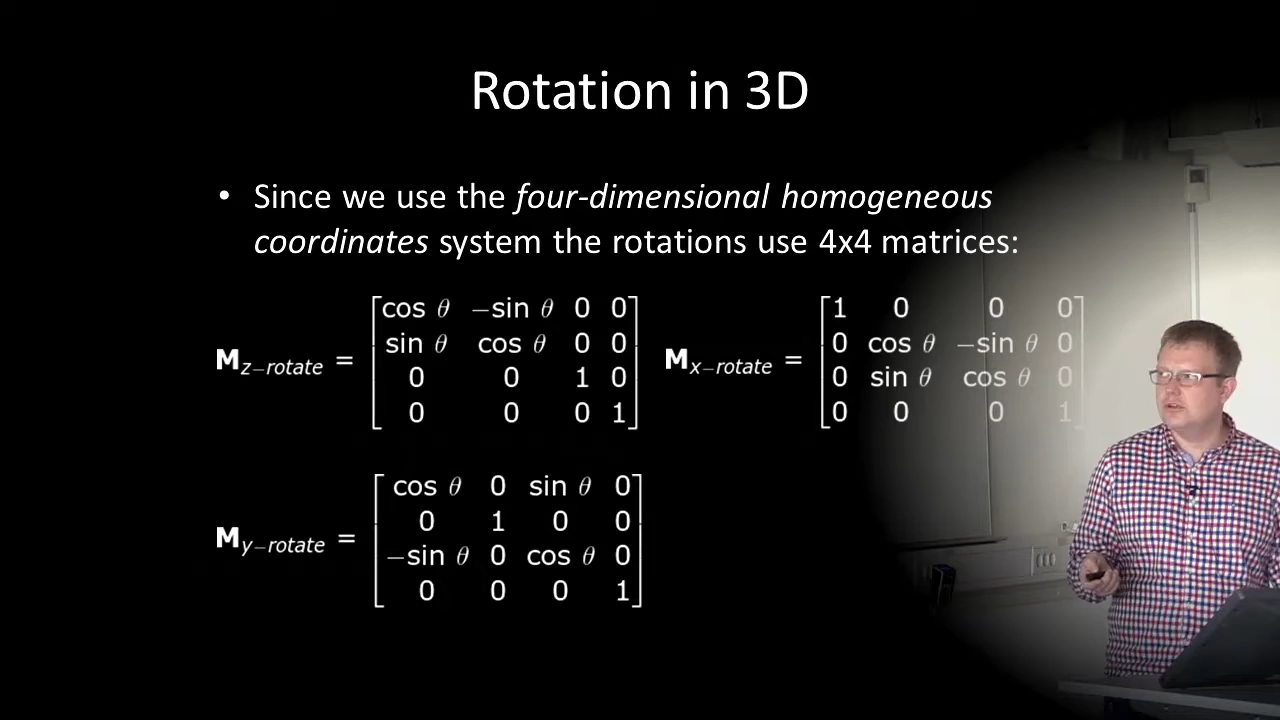 Rotation in 3D
• Since we use the four-dimensional homogeneous
coordinates system the rotations use 4x4 matrices:
M_{z−rotate} = [cos θ −sin θ 0 0
sin θ cos θ 0 0
0 0 1 0
0 0 0 1]
M_{x−rotate} = [1 0 0 0
0 cos θ −sin θ 0
0 sin θ cos θ 0
0 0 0 1]
M_{y−rotate} = [cos θ 0 sin θ 0
0 1 0 0
−sin θ 0 cos θ 0
0 0 0 1]